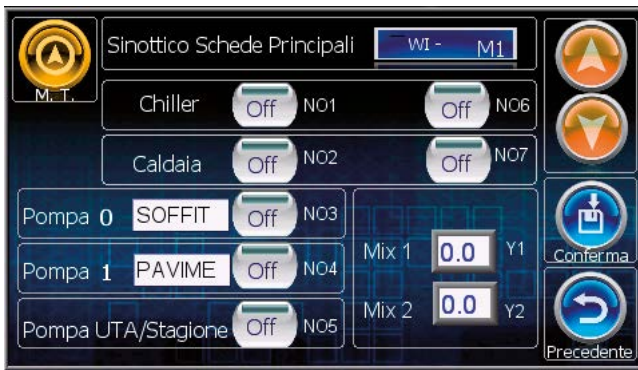 Sinottico Schede Principali WI - M1
M. T.
Chiller Off NO1 Off NO6
Caldaia Off NO2 Off NO7
Pompa 0 SOFFIT Off NO3
Pompa 1 PAVIME Off NO4
Pompa UTA/Stagione Off NO5
Mix 1 0.0 Y1
Mix 2 0.0 Y2
Conferma
Precedente